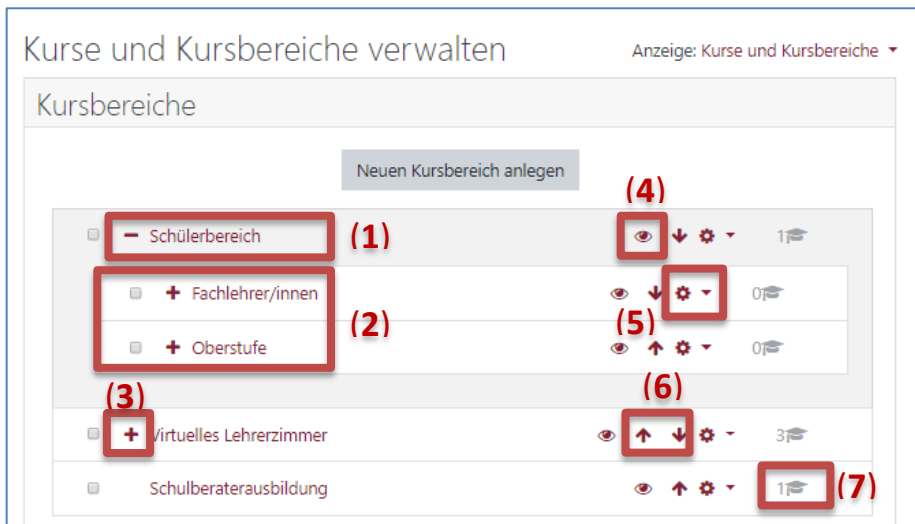 Kurse und Kursbereiche verwalten Anzeige: Kurse und Kursbereiche
Kursbereiche
Neuen Kursbereich anlegen
(4)
Schülerbereich (1) 1
Fachlehrer/innen 0
(2) (5)
Oberstufe 0
(3) (6)
Virtuelles Lehrerzimmer 3
Schulberaterausbildung 1 (7)